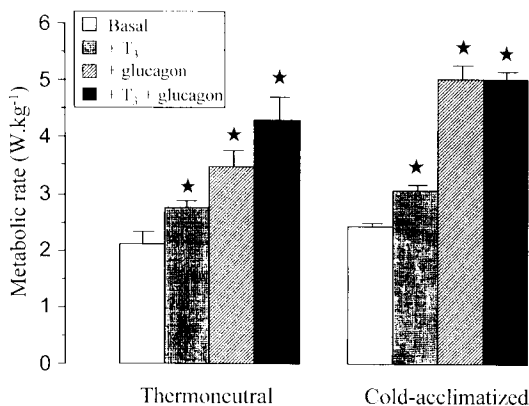 Metabolic rate (W.kg⁻¹)
6
5
4
3
2
1
0
Basal
+ T₃
+ glucagon
+ T₃ + glucagon
Thermoneutral
Cold-acclimatized